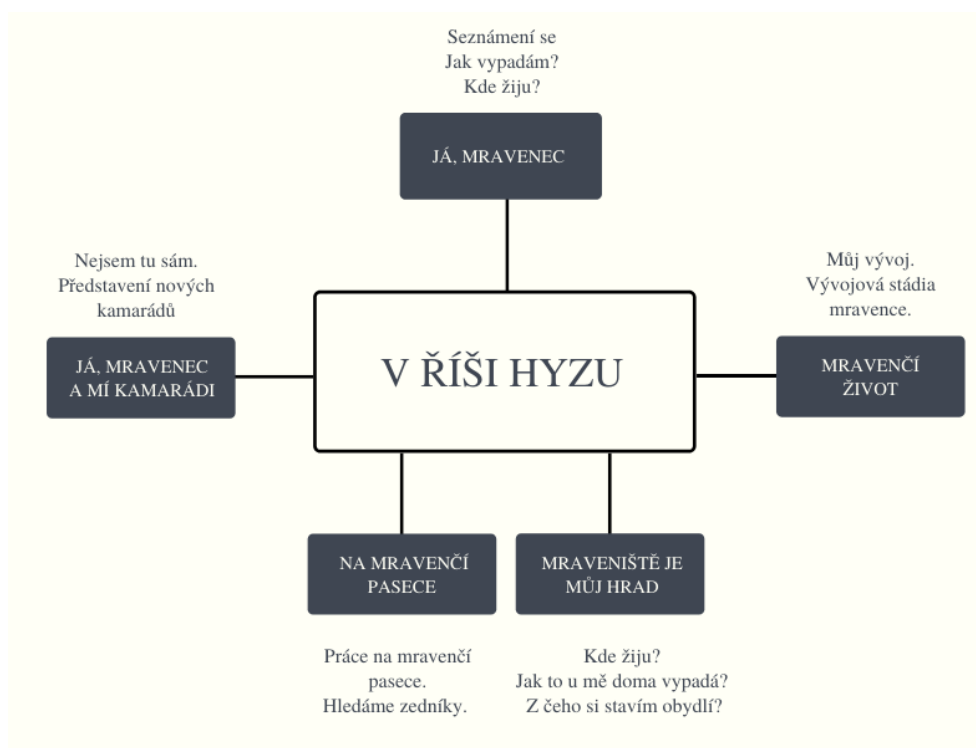 Seznámení se
Jak vypadám?
Kde žiju?
JÁ, MRAVENEC
Nejsem tu sám.
Představení nových
kamarádů
JÁ, MRAVENEC
A MÍ KAMARÁDI
V ŘÍŠI HYZU
Můj vývoj.
Vývojová stádia
mravence.
MRAVENČÍ
ŽIVOT
NA MRAVENČÍ
PASECE
Práce na mravenčí
pasece.
Hledáme zedníky.
MRAVENIŠTĚ JE
MŮJ HRAD
Kde žiju?
Jak to u mě doma vypadá?
Z čeho si stavím obydlí?